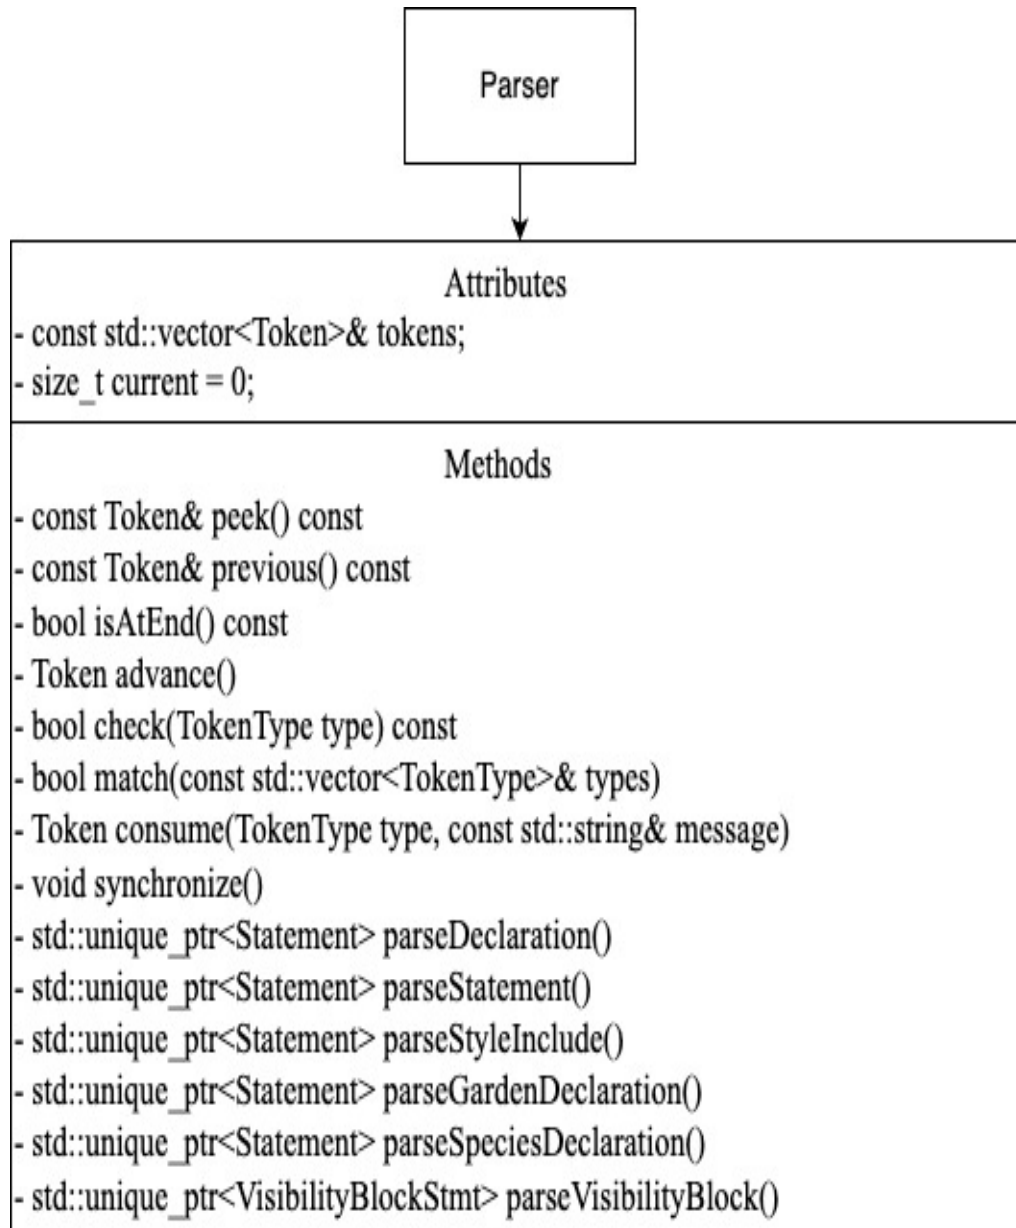 Parser
Attributes
- const std::vector<Token>& tokens;
- size_t current = 0;
Methods
- const Token& peek() const
- const Token& previous() const
- bool isAtEnd() const
- Token advance()
- bool check(TokenType type) const
- bool match(const std::vector<TokenType>& types)
- Token consume(TokenType type, const std::string& message)
- void synchronize()
- std::unique_ptr<Statement> parseDeclaration()
- std::unique_ptr<Statement> parseStatement()
- std::unique_ptr<Statement> parseStyleInclude()
- std::unique_ptr<Statement> parseGardenDeclaration()
- std::unique_ptr<Statement> parseSpeciesDeclaration()
- std::unique_ptr<VisibilityBlockStmt> parseVisibilityBlock()